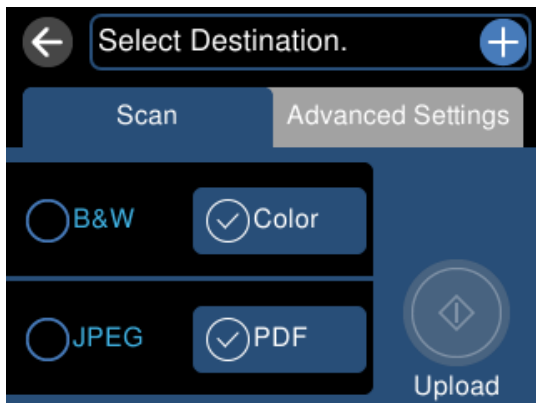 Select Destination.
Scan
Advanced Settings
B&W
Color
JPEG
PDF
Upload